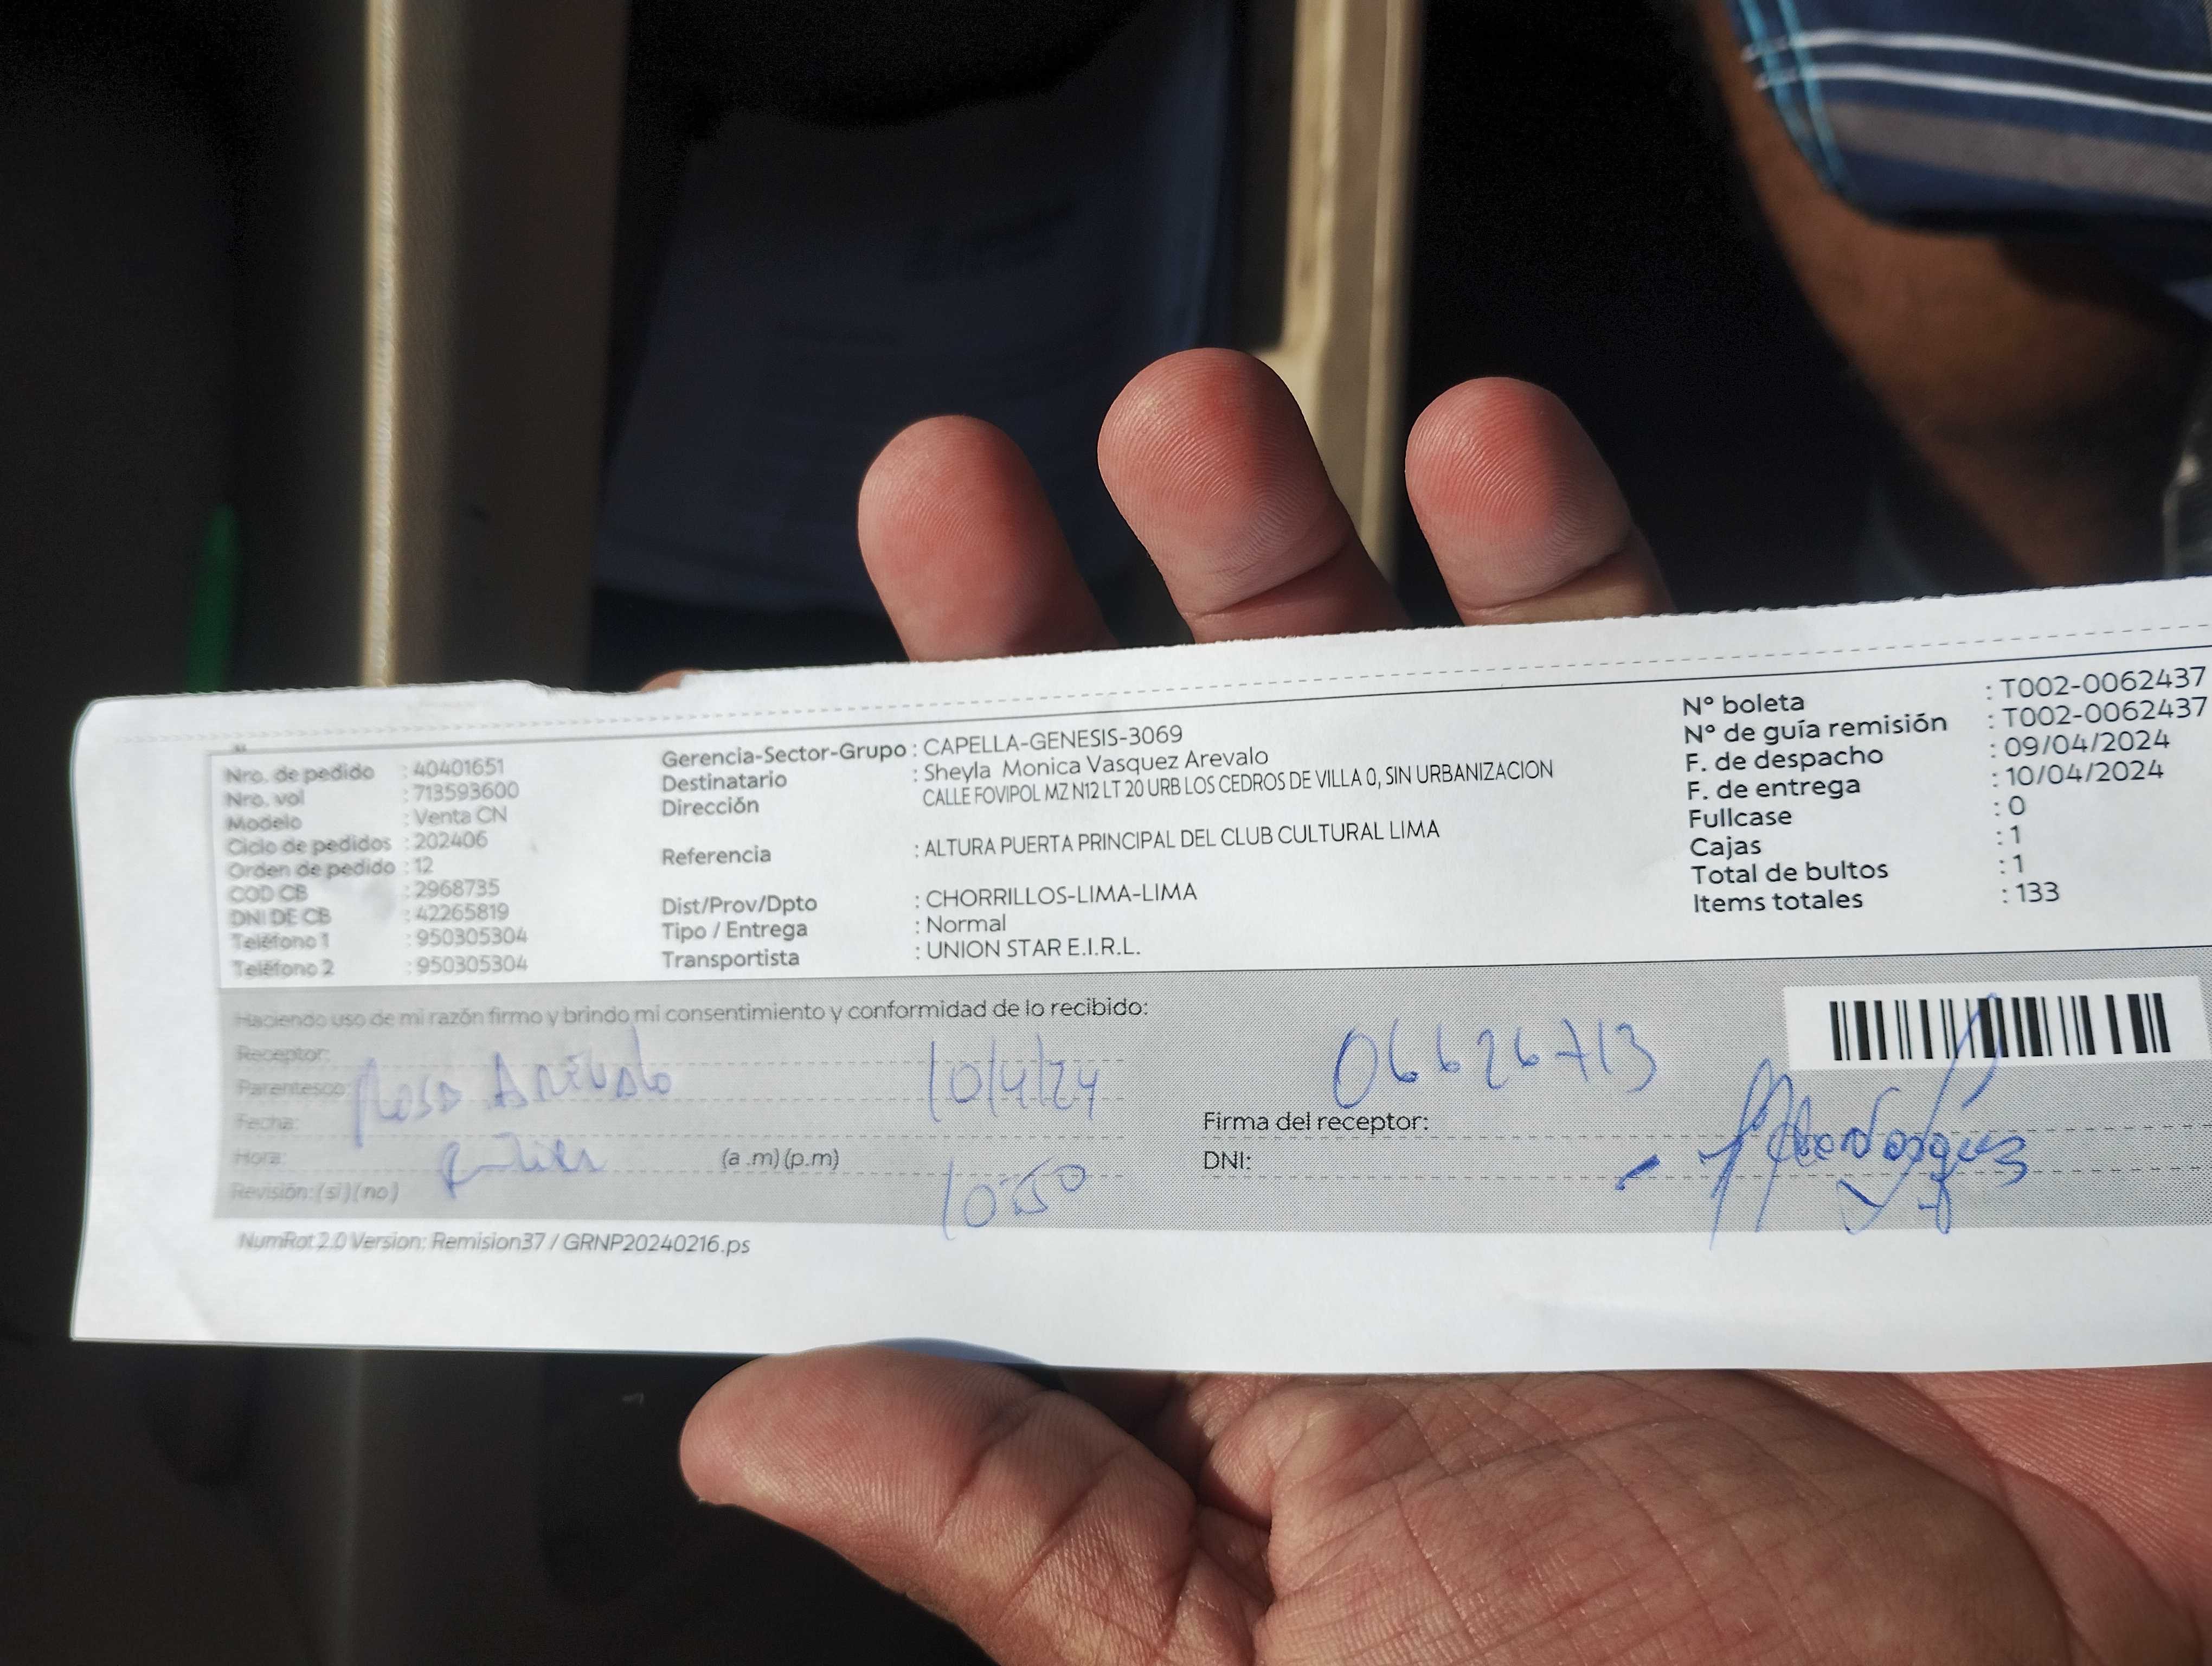 Nro. de pedido : 40401651
Nro. vol : 713593600
Modelo : Venta CN
Ciclo de pedidos : 202406
Orden de pedido : 12
COD CB : 2968735
DNI DE CB : 42265819
Teléfono 1 : 950305304
Teléfono 2 : 950305304
Gerencia-Sector-Grupo : CAPELLA-GENESIS-3069
Destinatario : Sheyla Monica Vasquez Arevalo
Dirección CALLE FOVIPOL MZ N12 LT 20 URB LOS CEDROS DE VILLA 0, SIN URBANIZACION
Referencia : ALTURA PUERTA PRINCIPAL DEL CLUB CULTURAL LIMA
Dist/Prov/Dpto : CHORRILLOS-LIMA-LIMA
Tipo / Entrega : Normal
Transportista : UNION STAR E.I.R.L.
N° boleta : T002-0062437
N° de guía remisión : T002-0062437
F. de despacho : 09/04/2024
F. de entrega : 10/04/2024
Fullcase : 0
Cajas : 1
Total de bultos : 1
Items totales : 133
Haciendo uso de mi razón firmo y brindo mi consentimiento y conformidad de lo recibido:
Receptor:
Parentesco: Rosa Arévalo 10/4/24
Fecha:
Hora: (a .m) (p.m)
Revisión: (si) (no) 10:50
06626713
Firma del receptor:
DNI:
NumRot 2.0 Version: Remision37 / GRNP20240216.ps